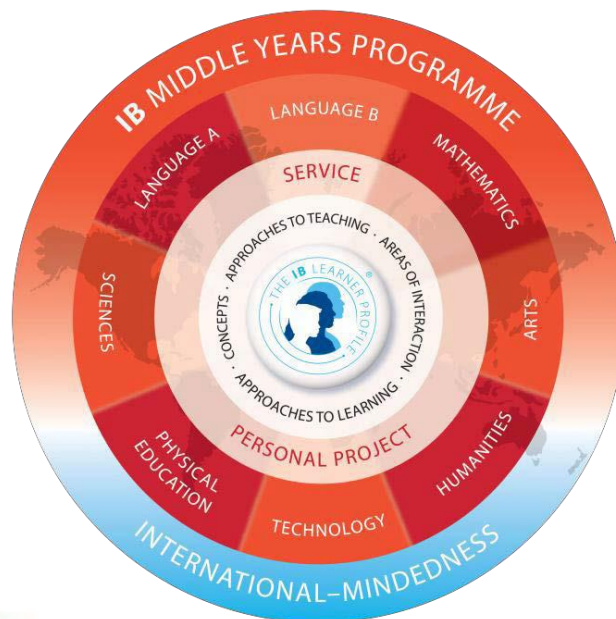 IB MIDDLE YEARS PROGRAMME
LANGUAGE A
LANGUAGE B
MATHEMATICS
SCIENCES
ARTS
PHYSICAL
EDUCATION
TECHNOLOGY
HUMANITIES
SERVICE
PERSONAL PROJECT
APPROACHES TO TEACHING · AREAS OF INTERACTION · APPROACHES TO LEARNING · CONCEPTS ·
· THE IB LEARNER PROFILE ·
®
INTERNATIONAL–MINDEDNESS